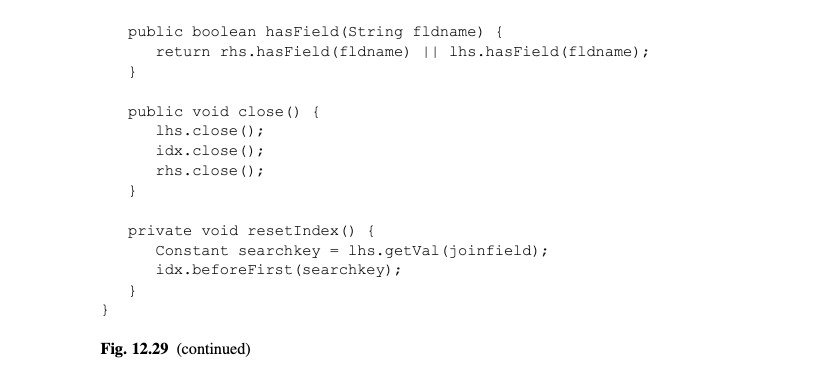 public boolean hasField(String fldname) {
return rhs.hasField(fldname) || lhs.hasField(fldname);
}
public void close() {
lhs.close();
idx.close();
rhs.close();
}
private void resetIndex() {
Constant searchkey = lhs.getVal(joinfield);
idx.beforeFirst(searchkey);
}
}
Fig. 12.29 (continued)